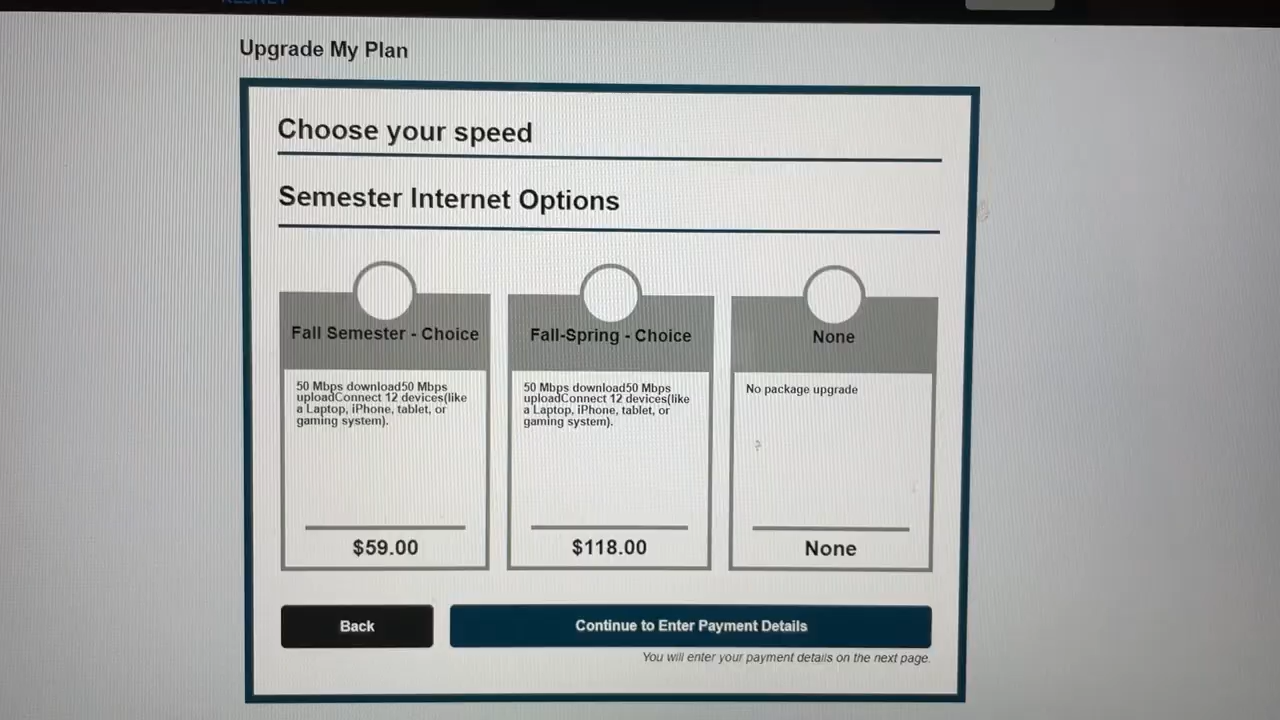 Upgrade My Plan
Choose your speed
Semester Internet Options
Fall Semester - Choice
50 Mbps download50 Mbps
uploadConnect 12 devices(like
a Laptop, iPhone, tablet, or
gaming system).
$59.00
Fall-Spring - Choice
50 Mbps download50 Mbps
uploadConnect 12 devices(like
a Laptop, iPhone, tablet, or
gaming system).
$118.00
None
No package upgrade
None
Back
Continue to Enter Payment Details
You will enter your payment details on the next page.